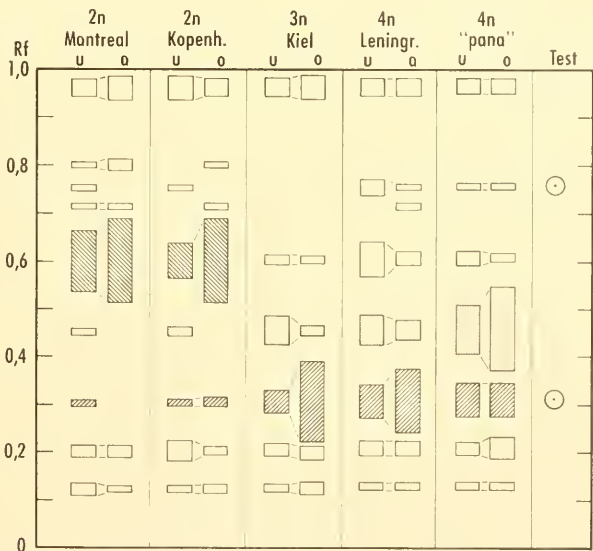 2n 2n 3n 4n 4n
Montreal Kopenh. Kiel Leningr. "pana"
Rf u o u o u o u o u o Test
1,0
0,8
0,6
0,4
0,2
0